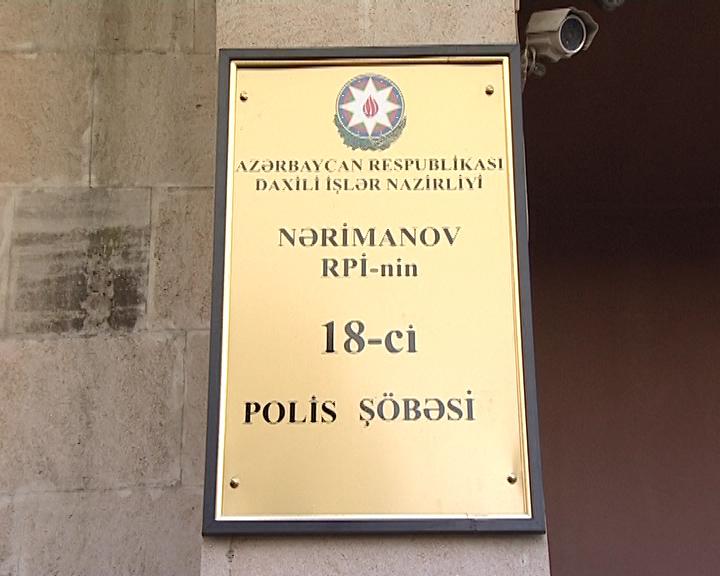 AZƏRBAYCAN RESPUBLİKASI
DAXİLİ İŞLƏR NAZİRLİYİ
NƏRİMANOV
RPİ-nin
18-ci
POLİS ŞÖBƏSİ